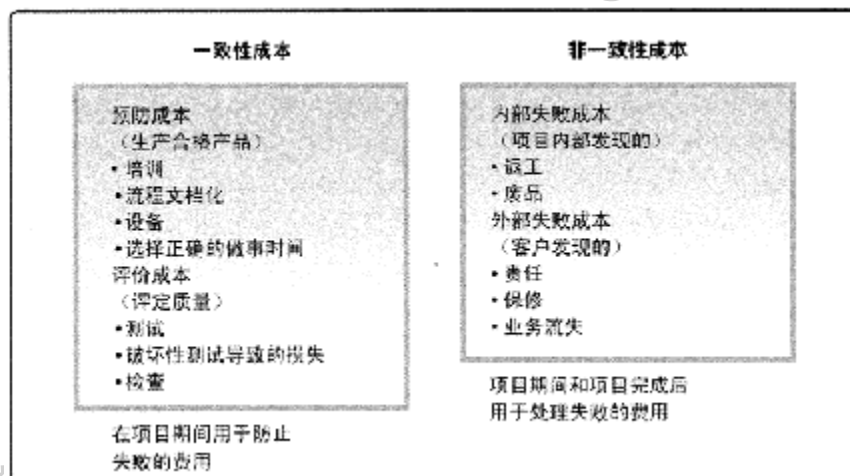 一致性成本
预防成本
（生产合格产品）
•培训
•流程文档化
•设备
•选择正确的做事时间
评价成本
（评定质量）
•测试
•破坏性测试导致的损失
•检查
在项目期间用于防止
失败的费用
非一致性成本
内部失败成本
（项目内部发现的）
•返工
•废品
外部失败成本
（客户发现的）
•责任
•保修
•业务流失
项目期间和项目完成后
用于处理失败的费用